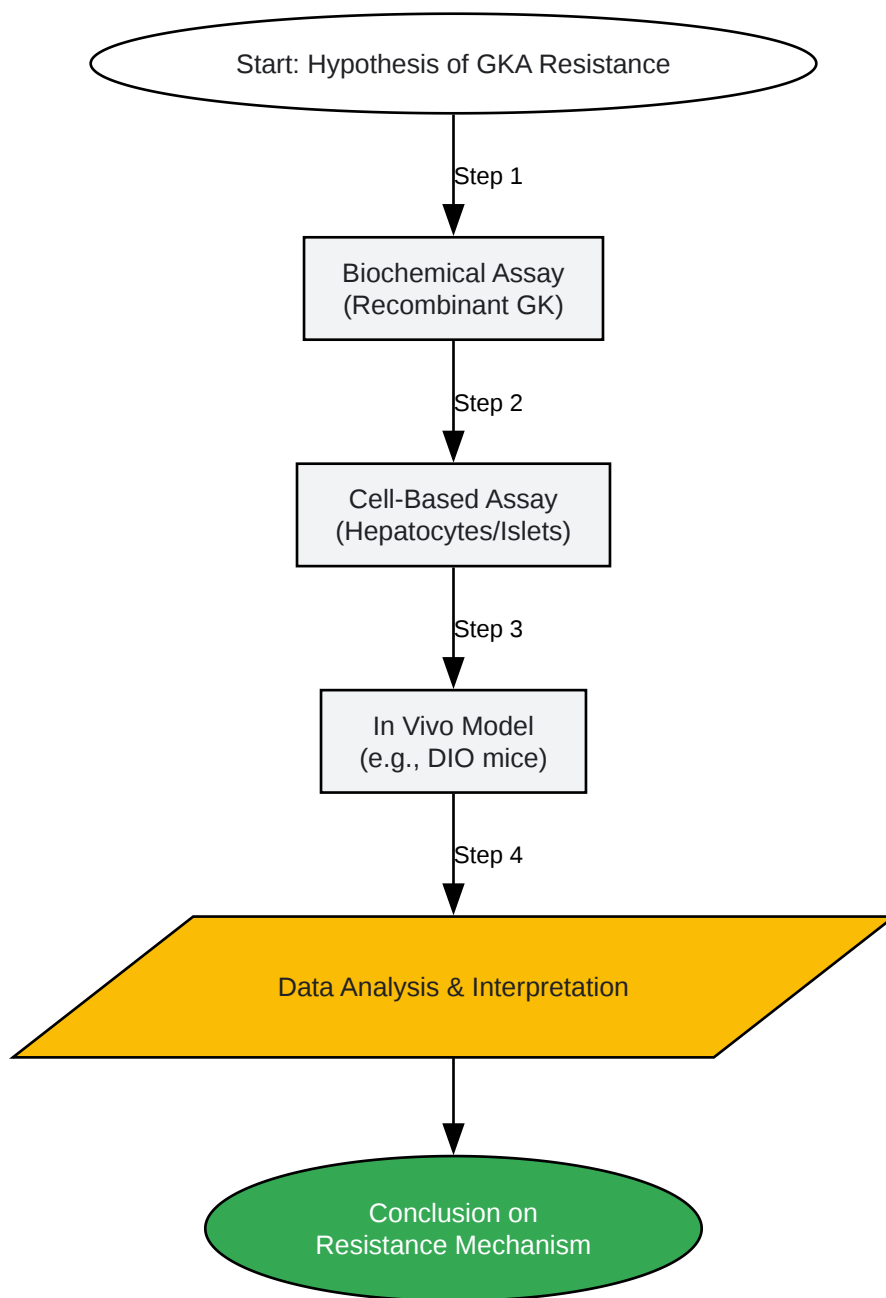 Start: Hypothesis of GKA Resistance
Step 1
Biochemical Assay
(Recombinant GK)
Step 2
Cell-Based Assay
(Hepatocytes/Islets)
Step 3
In Vivo Model
(e.g., DIO mice)
Step 4
Data Analysis & Interpretation
Conclusion on
Resistance Mechanism